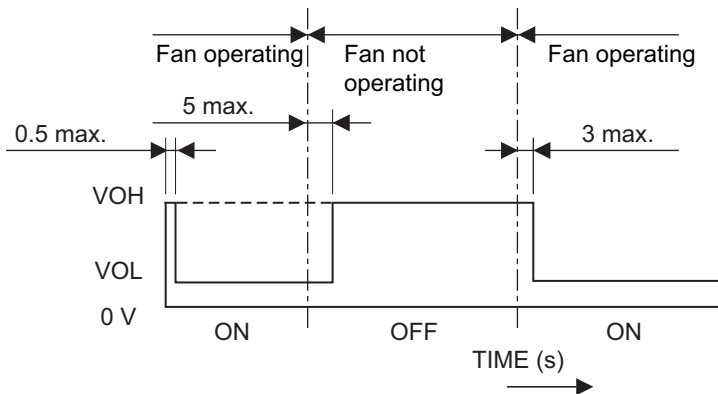 Fan operating
Fan not
operating
Fan operating
5 max.
0.5 max.
3 max.
VOH
VOL
0 V
ON
OFF
ON
TIME (s)